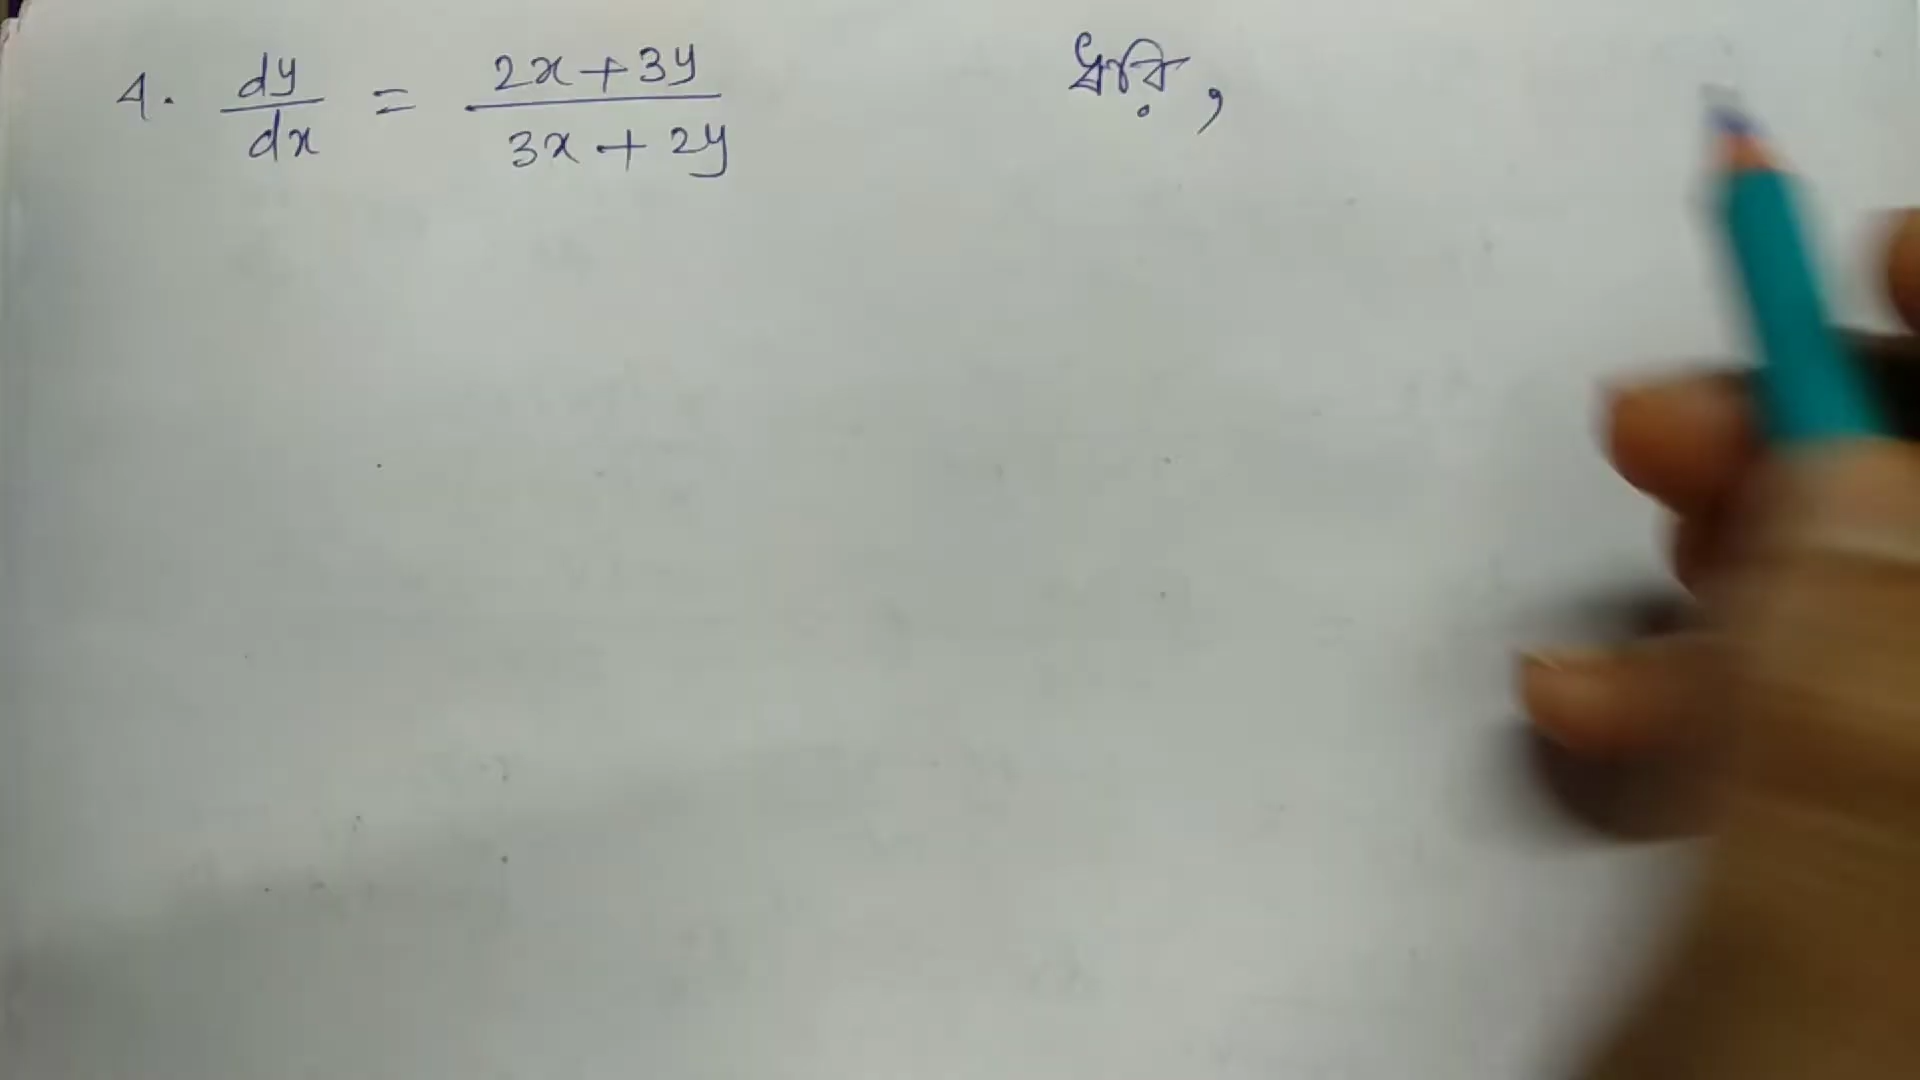 4. dy/dx = (2x+3y)/(3x+2y)
ধরি,